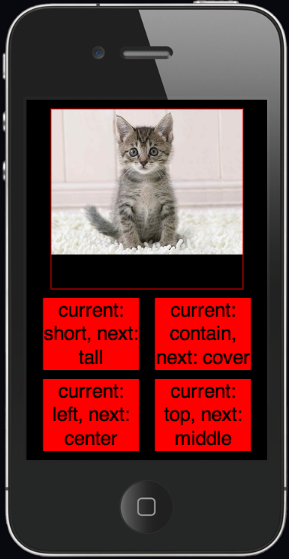 current:
short, next:
tall
current:
contain,
next: cover
current:
left, next:
center
current:
top, next:
middle